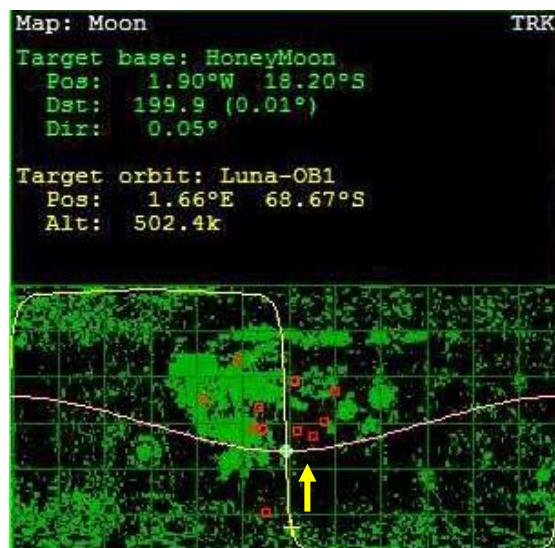 Map: Moon TRK
Target base: HoneyMoon
Pos: 1.90°W 18.20°S
Dst: 199.9 (0.01°)
Dir: 0.05°
Target orbit: Luna-OB1
Pos: 1.66°E 68.67°S
Alt: 502.4k